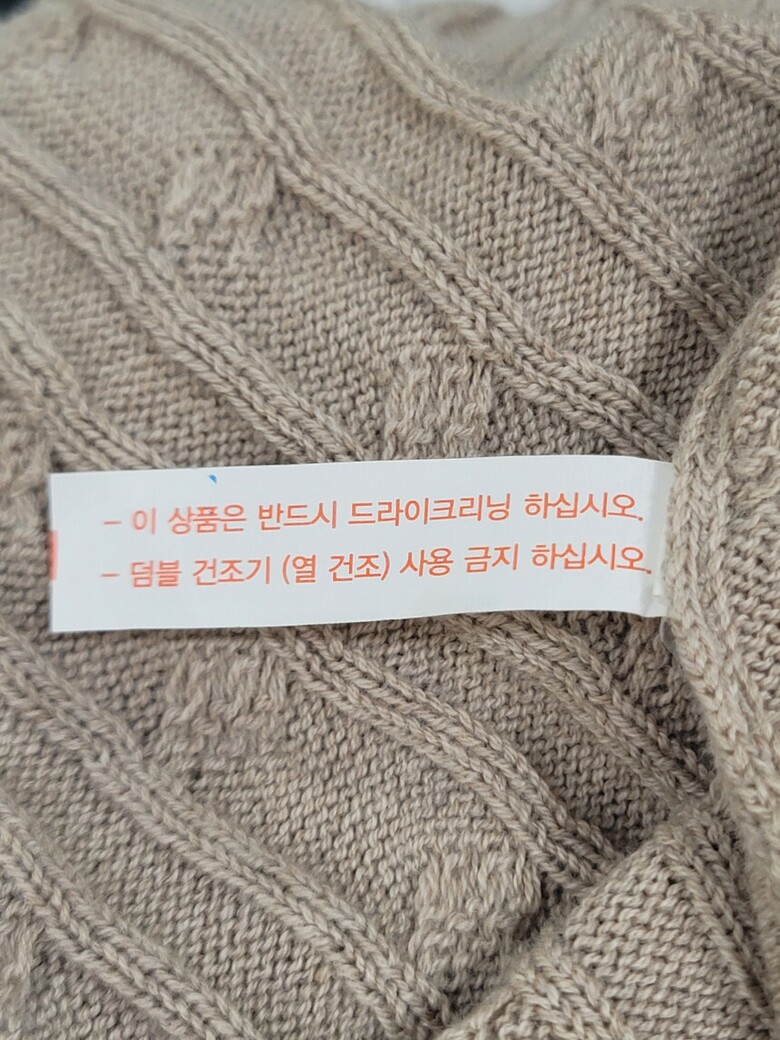 - 이 상품은 반드시 드라이크리닝 하십시오.
- 덤블 건조기 (열 건조) 사용 금지 하십시오.